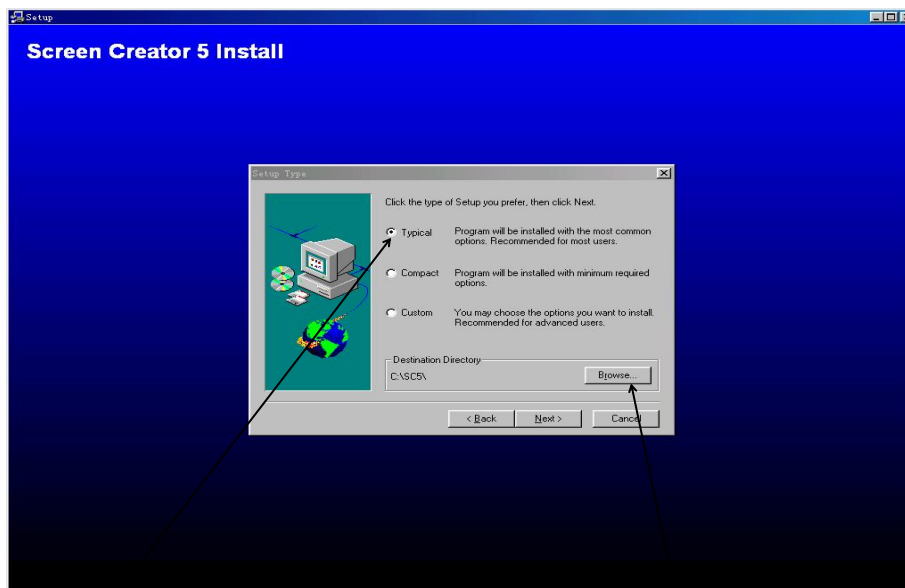 Setup
Screen Creator 5 Install
Setup Type
Click the type of Setup you prefer, then click Next.
Typical
Program will be installed with the most common
options. Recommended for most users.
Compact
Program will be installed with minimum required
options.
Custom
You may choose the options you want to install.
Recommended for advanced users.
Destination Directory
C:\SC5\
Browse...
< Back
Next >
Cancel